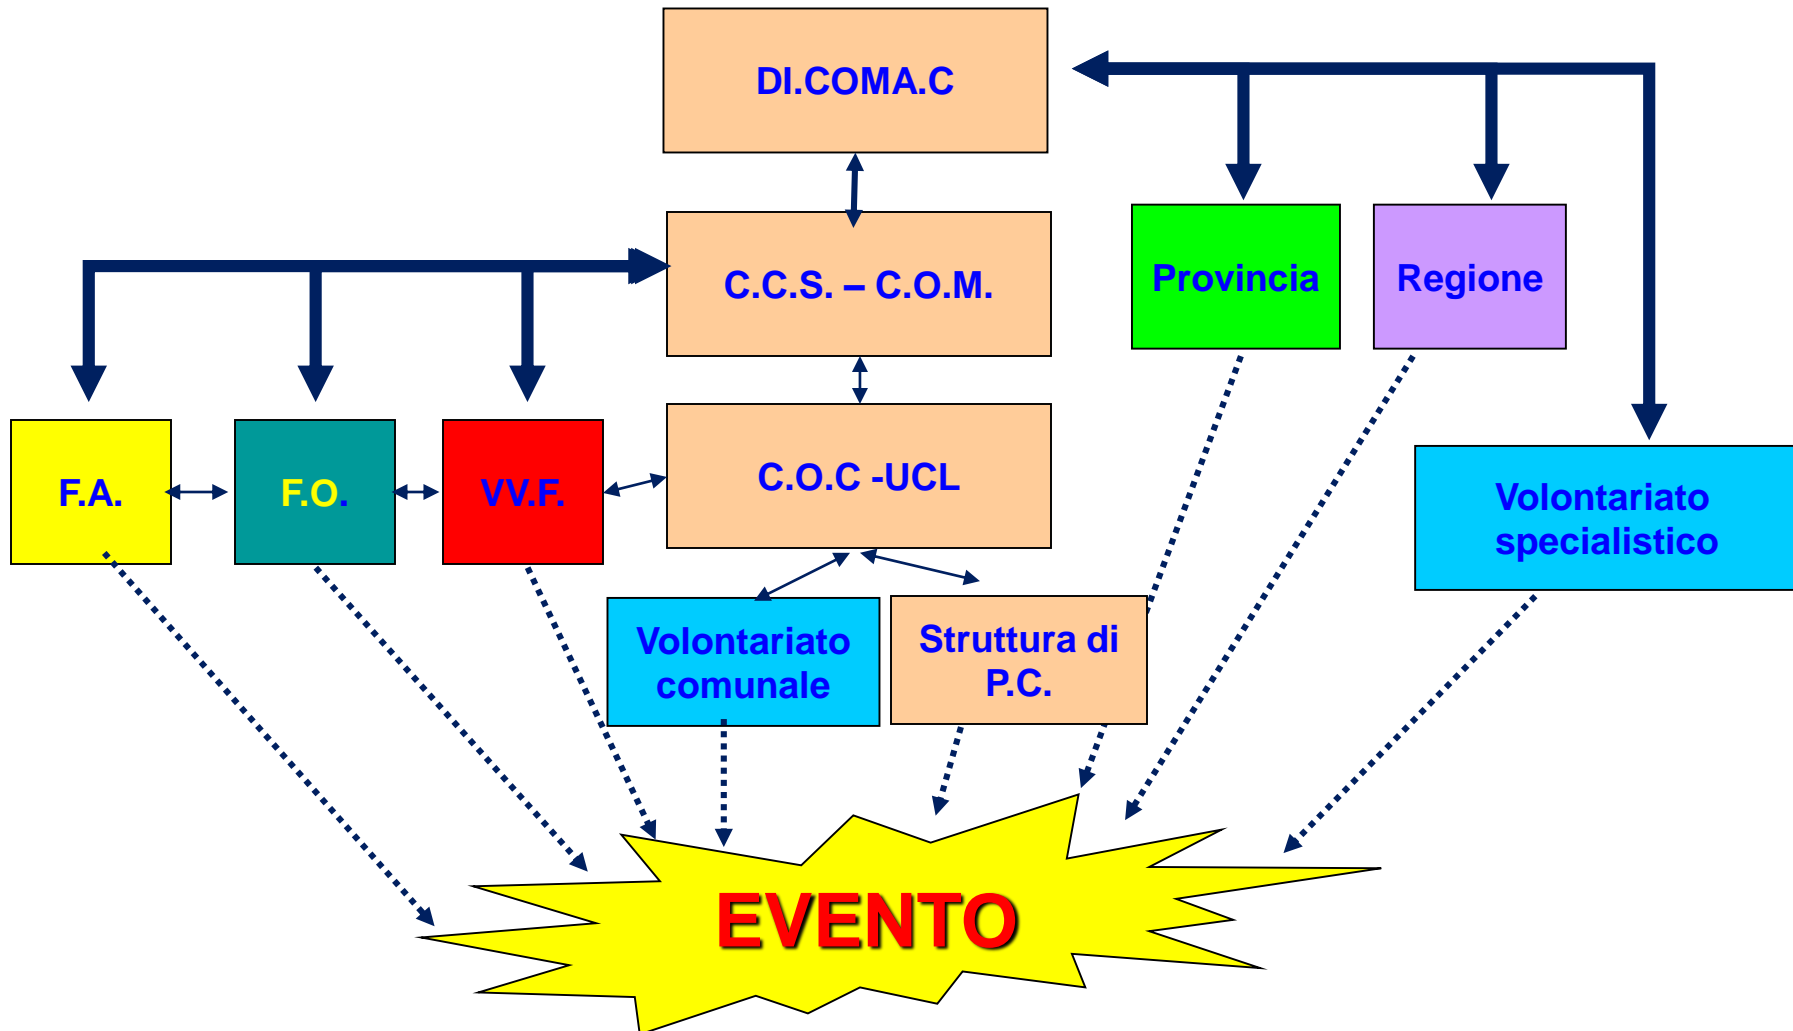 DI.COMA.C
C.C.S. – C.O.M.
Provincia
Regione
F.A.
F.O.
VV.F.
C.O.C -UCL
Volontariato
specialistico
Volontariato
comunale
Struttura di
P.C.
EVENTO